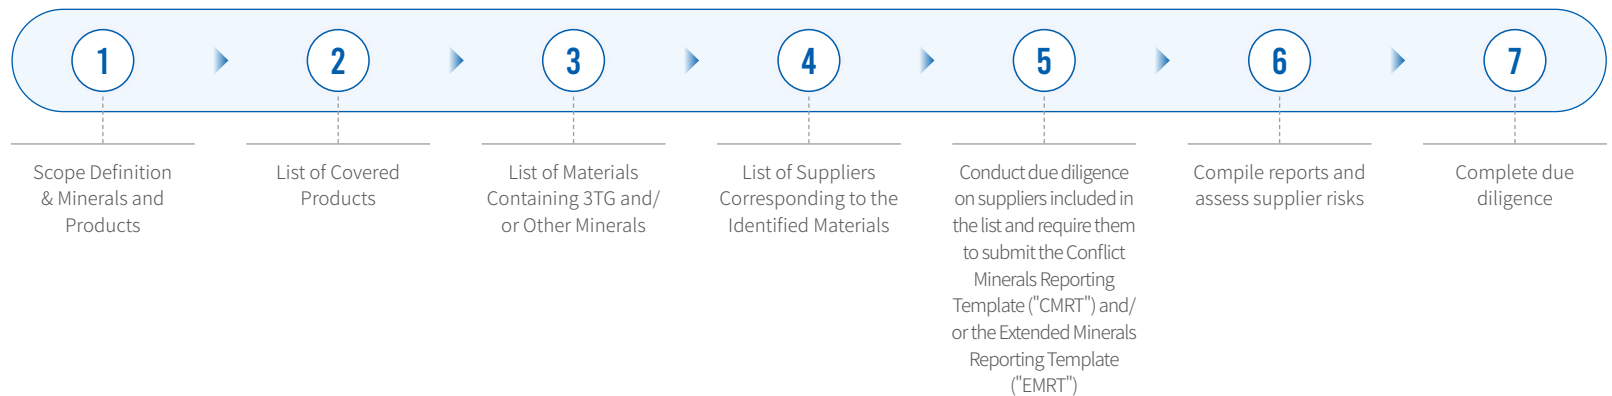 1
2
3
4
5
6
7
Scope Definition
& Minerals and
Products
List of Covered
Products
List of Materials
Containing 3TG and/
or Other Minerals
List of Suppliers
Corresponding to the
Identified Materials
Conduct due diligence
on suppliers included in
the list and require them
to submit the Conflict
Minerals Reporting
Template ("CMRT") and/
or the Extended Minerals
Reporting Template
("EMRT")
Compile reports and
assess supplier risks
Complete due
diligence